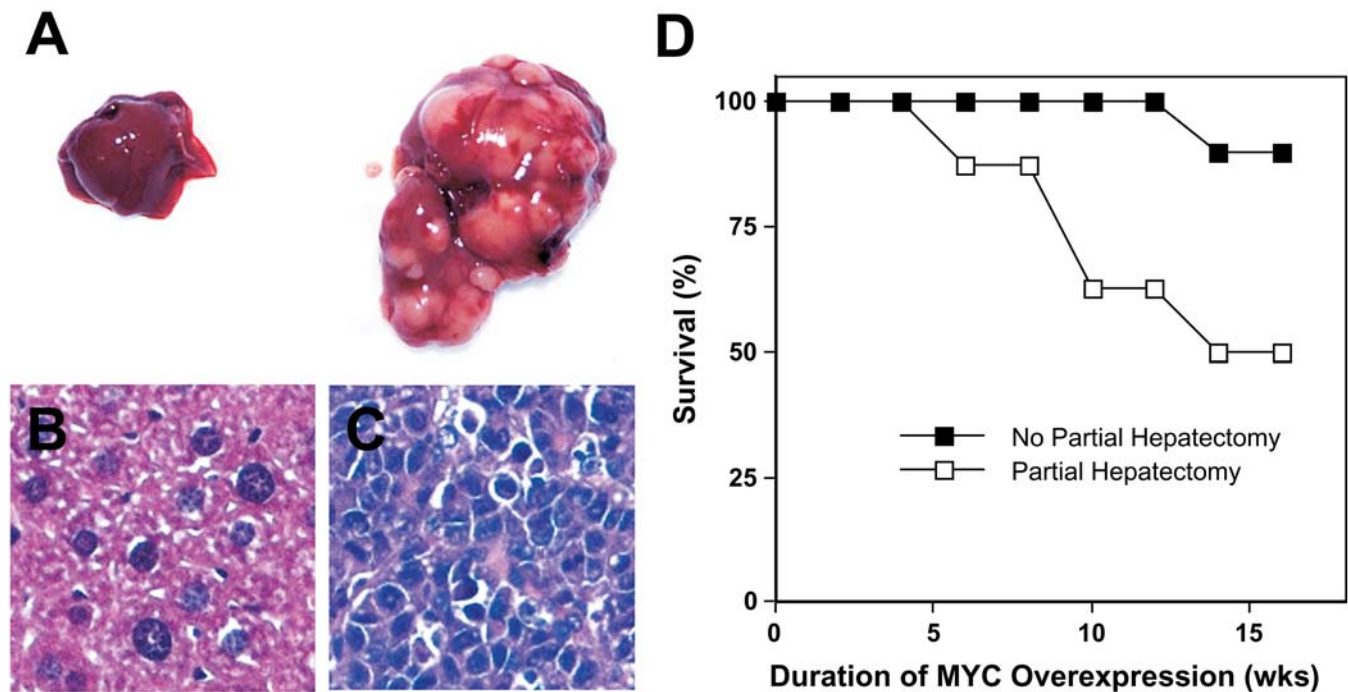 A
D
100
75
50
25
0
Survival (%)
No Partial Hepatectomy
Partial Hepatectomy
0 5 10 15
Duration of MYC Overexpression (wks)
B
C